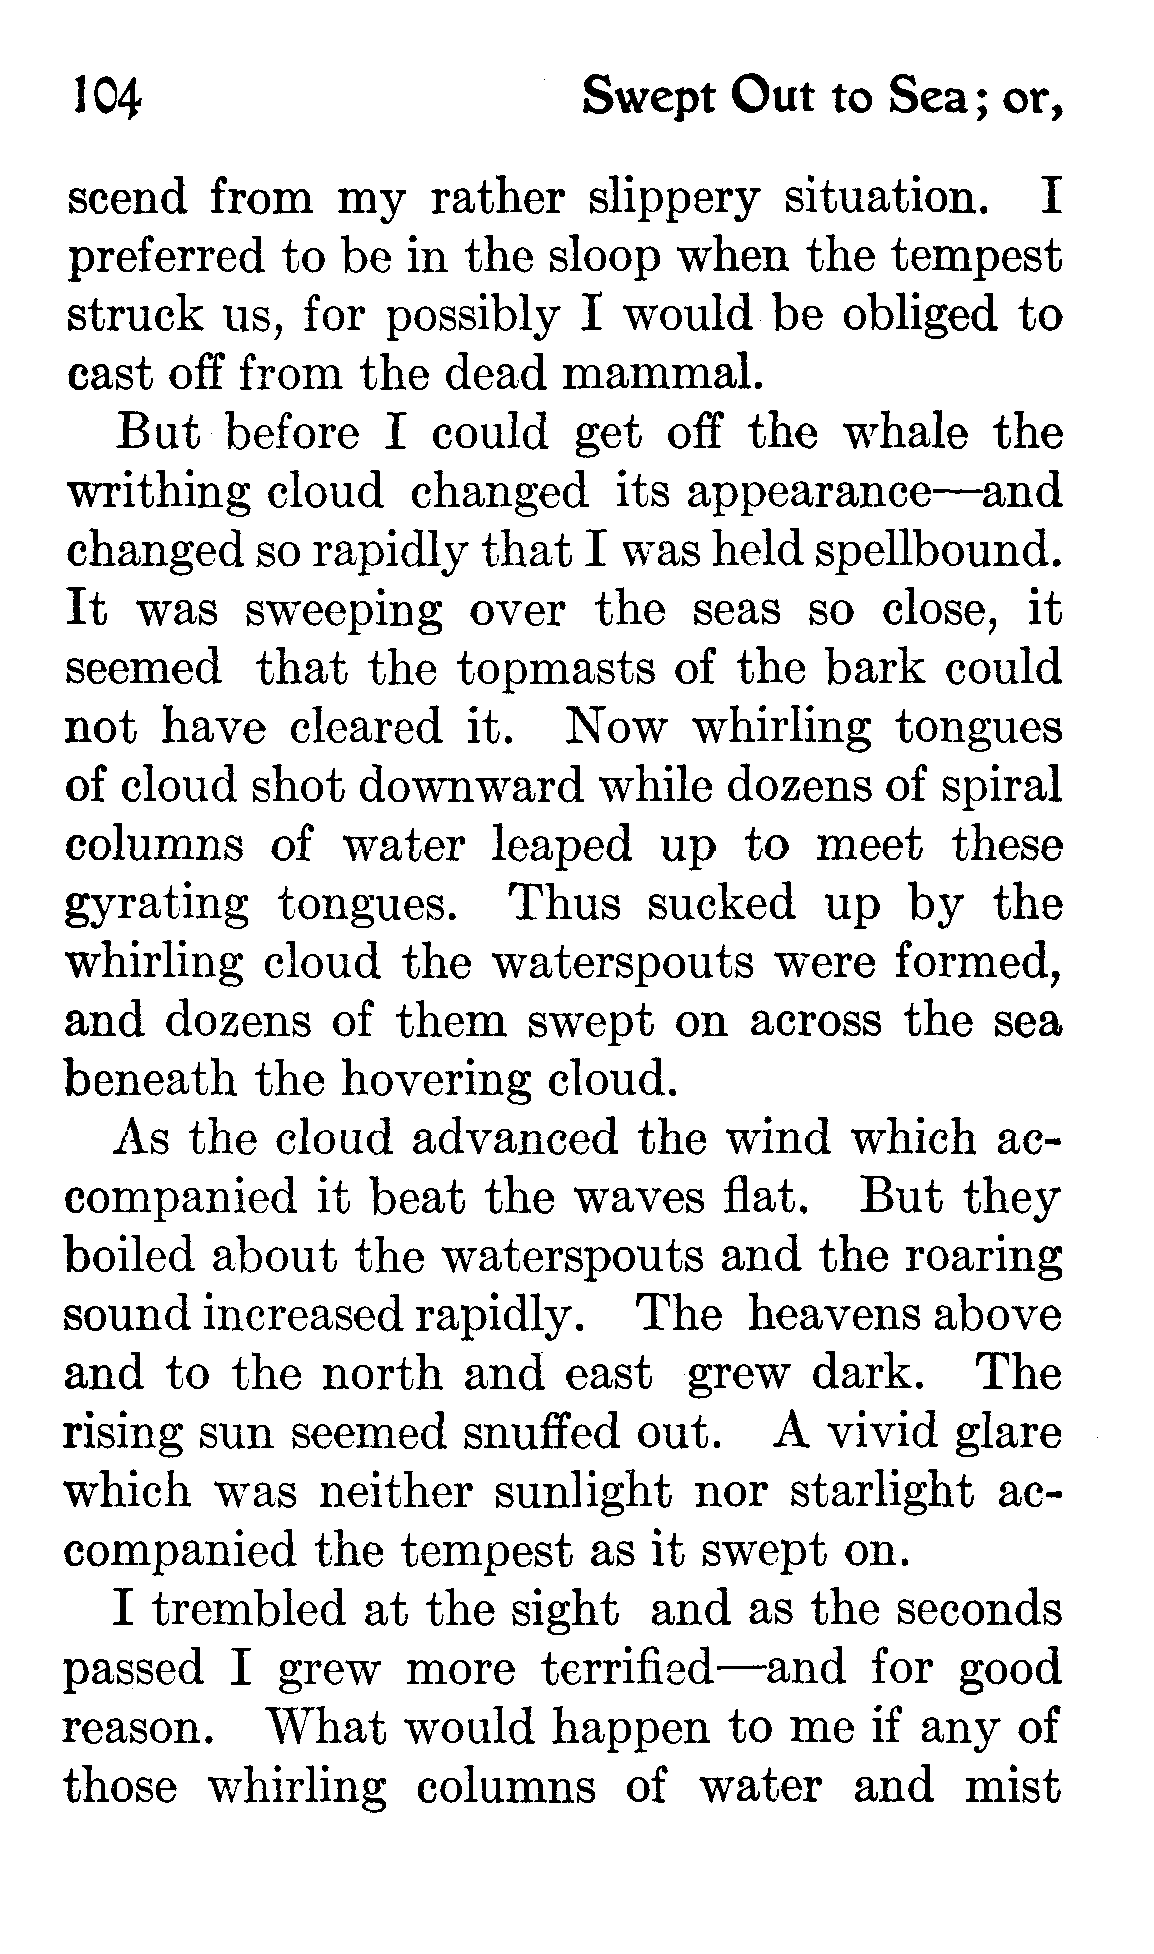 104 Swept Out to Sea; or,
scend from my rather slippery situation. I
preferred to be in the sloop when the tempest
struck us, for possibly I would be obliged to
cast off from the dead mammal.
But before I could get off the whale the
writhing cloud changed its appearance—and
changed so rapidly that I was held spellbound.
It was sweeping over the seas so close, it
seemed that the topmasts of the bark could
not have cleared it. Now whirling tongues
of cloud shot downward while dozens of spiral
columns of water leaped up to meet these
gyrating tongues. Thus sucked up by the
whirling cloud the waterspouts were formed,
and dozens of them swept on across the sea
beneath the hovering cloud.
As the cloud advanced the wind which ac-
companied it beat the waves flat. But they
boiled about the waterspouts and the roaring
sound increased rapidly. The heavens above
and to the north and east grew dark. The
rising sun seemed snuffed out. A vivid glare
which was neither sunlight nor starlight ac-
companied the tempest as it swept on.
I trembled at the sight and as the seconds
passed I grew more terrified—and for good
reason. What would happen to me if any of
those whirling columns of water and mist